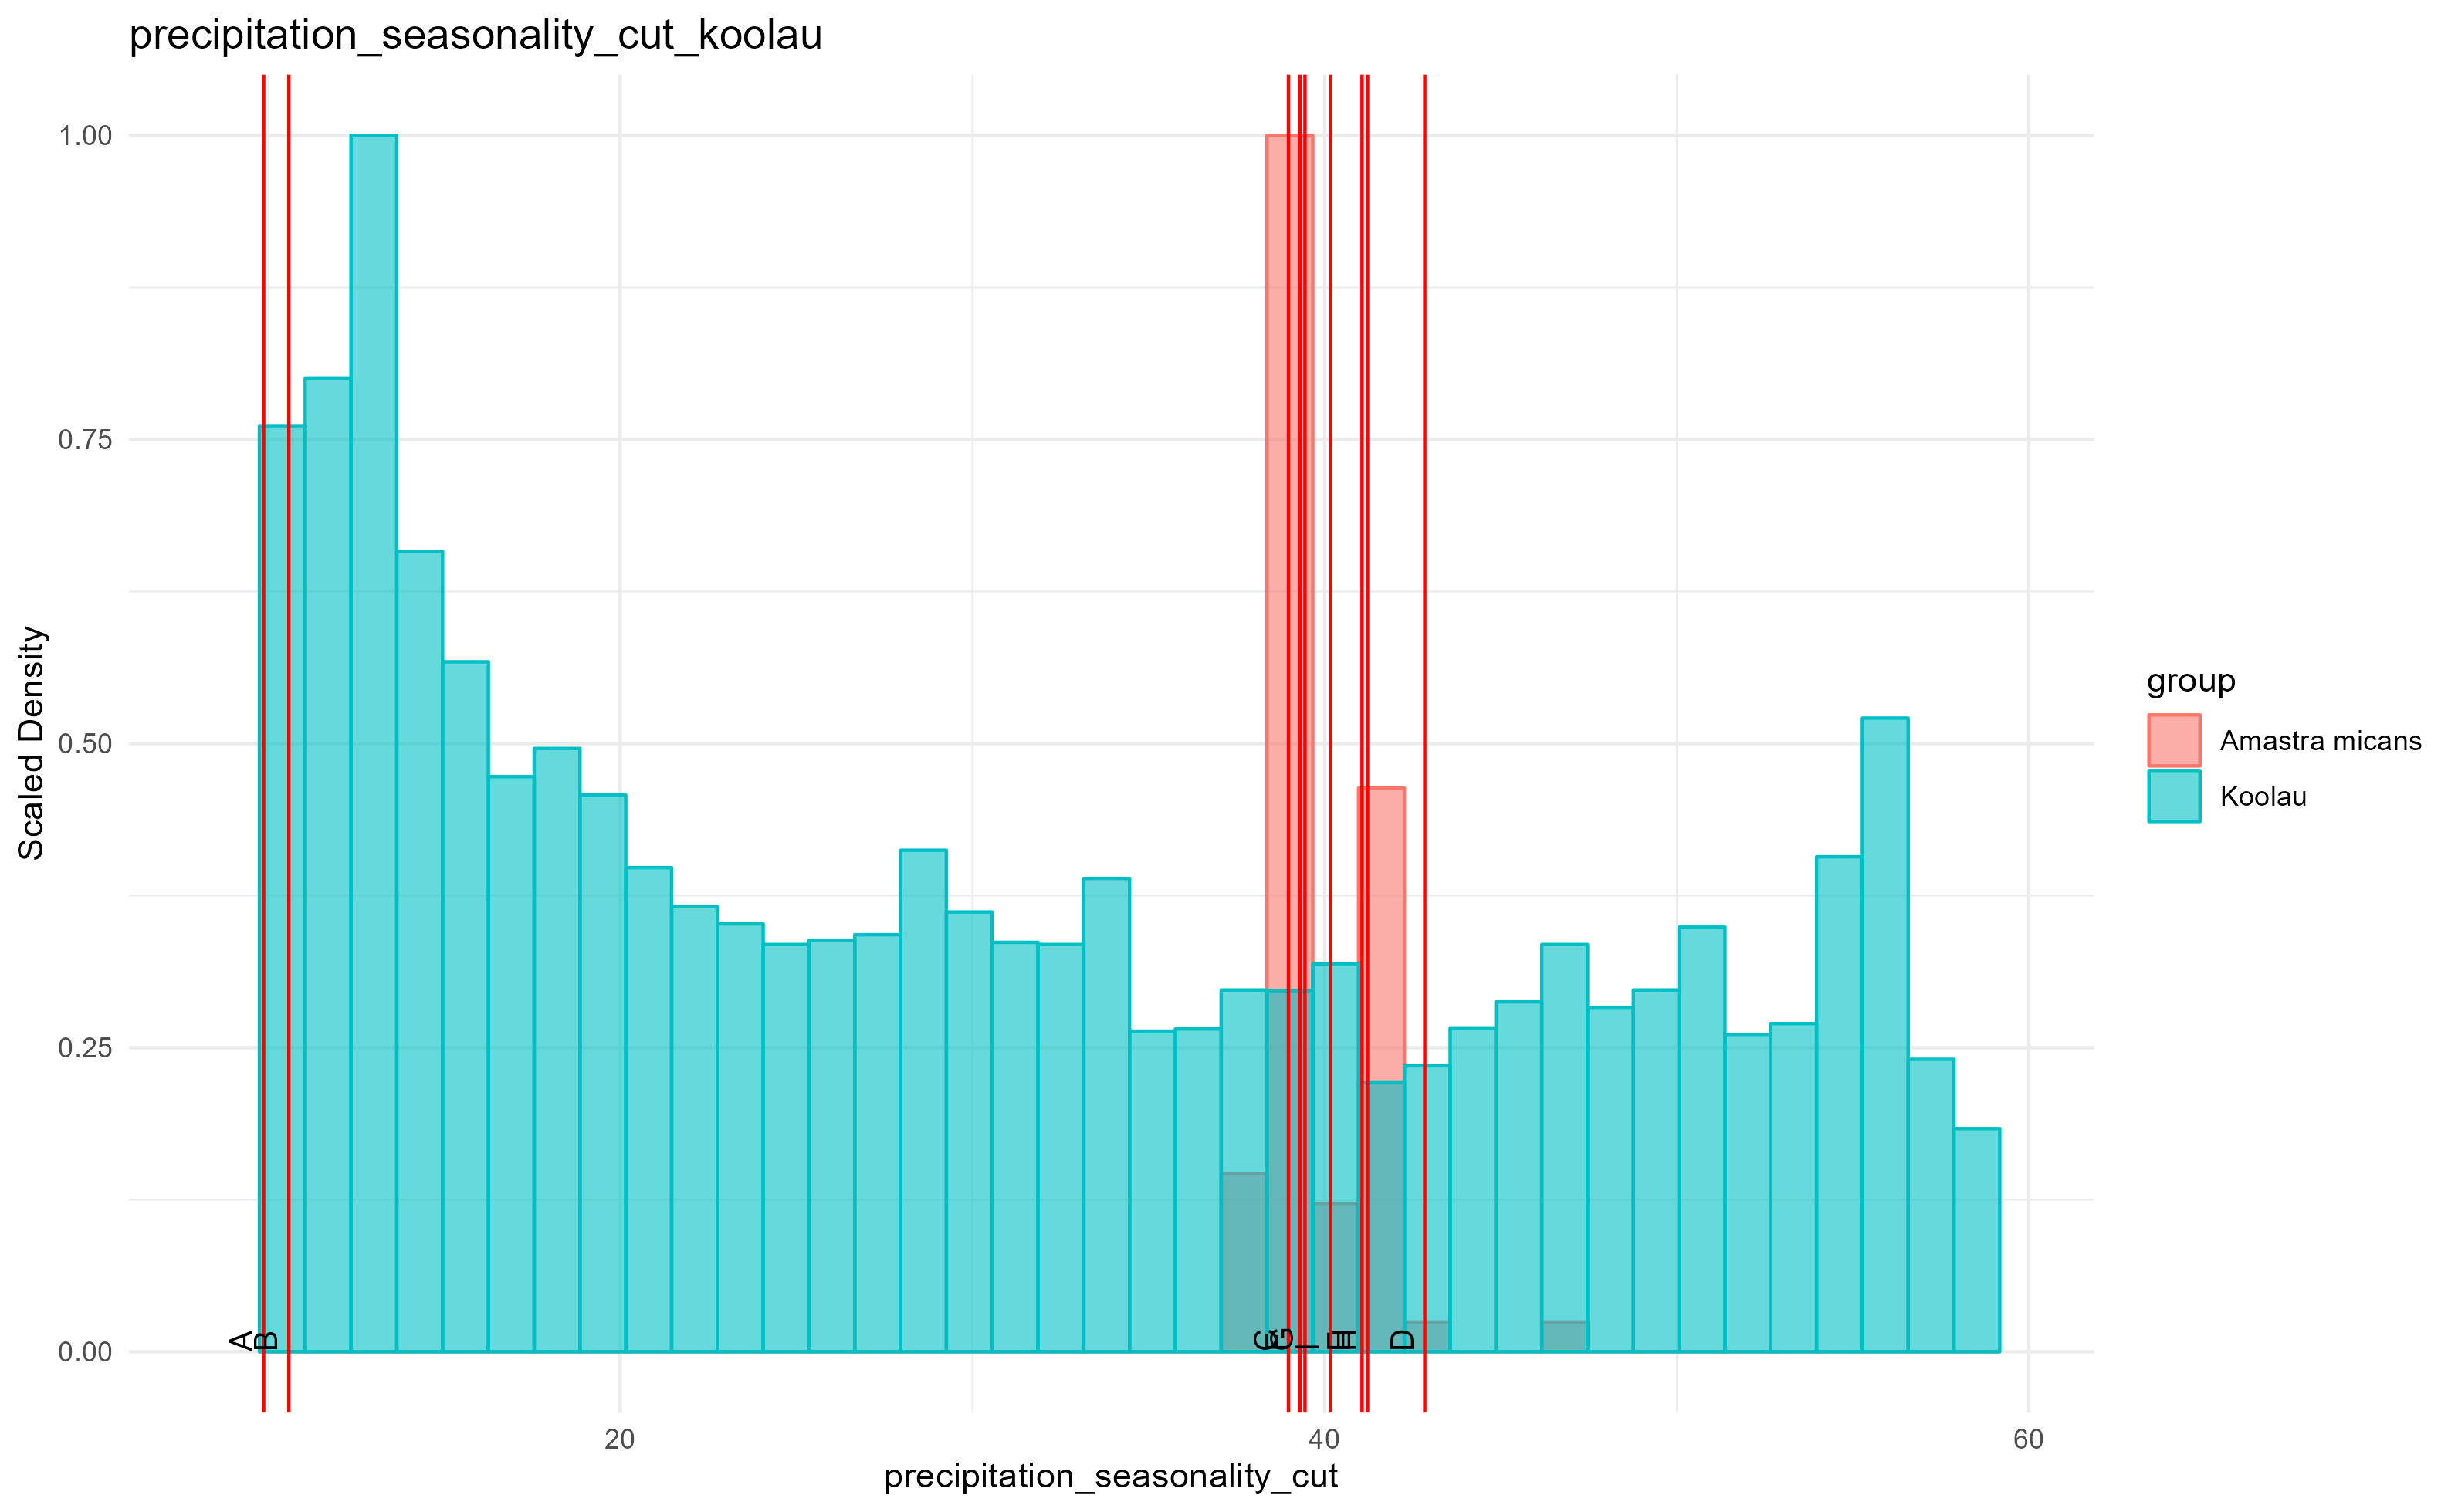 precipitation_seasonality_cut_koolau
Scaled Density
1.00
0.75
0.50
0.25
0.00
A
B
G
I
H
D
20
40
60
precipitation_seasonality_cut
group
Amastra micans
Koolau